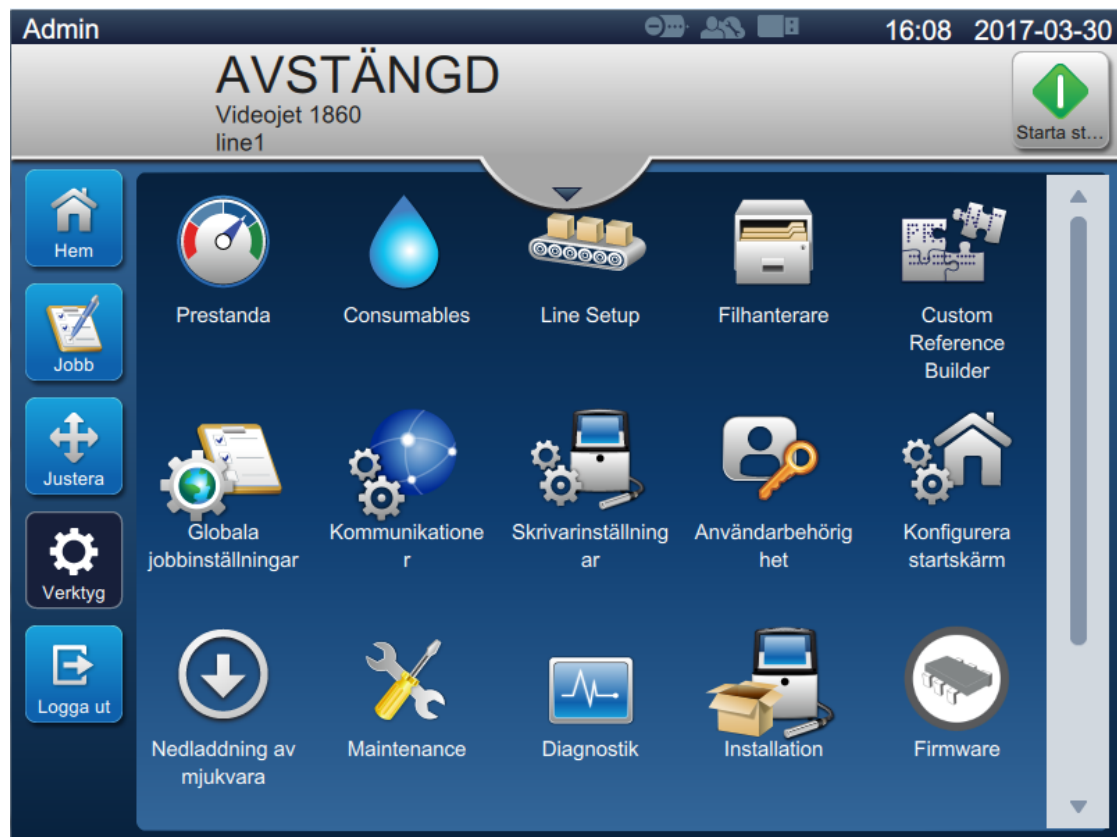 Admin
16:08 2017-03-30
AVSTÄNGD
Videojet 1860
line1
Starta st...
Hem
Jobb
Justera
Verktyg
Logga ut
Prestanda
Consumables
Line Setup
Filhanterare
Custom
Reference
Builder
Globala
jobbinställningar
Kommunikatione
r
Skrivarinställning
ar
Användarbehörig
het
Konfigurera
startskärm
Nedladdning av
mjukvara
Maintenance
Diagnostik
Installation
Firmware